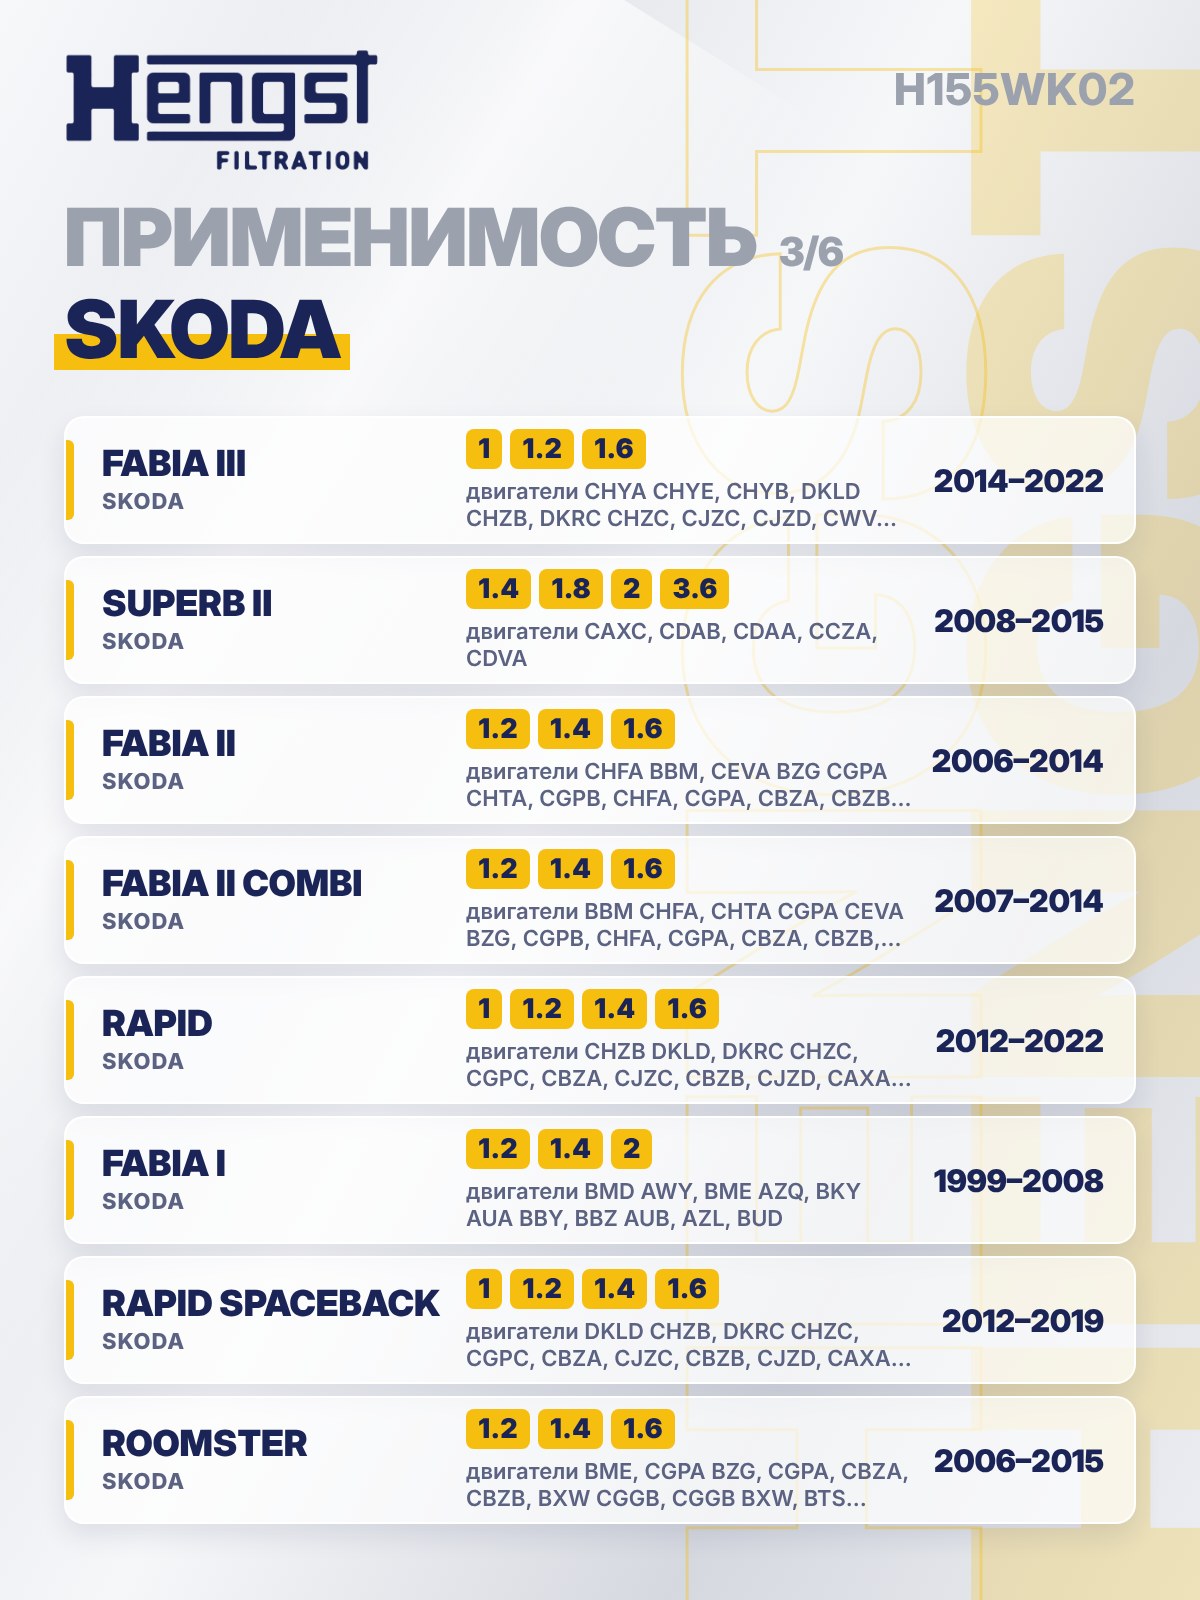 Hengst
FILTRATION
H155WK02
ПРИМЕНИМОСТЬ 3/6
SKODA
FABIA III
SKODA
1 1.2 1.6
двигатели CHYA CHYE, CHYB, DKLD
CHZB, DKRC CHZC, CJZC, CJZD, CWV...
2014–2022
SUPERB II
SKODA
1.4 1.8 2 3.6
двигатели CAXC, CDAB, CDAA, CCZA,
CDVA
2008–2015
FABIA II
SKODA
1.2 1.4 1.6
двигатели CHFA BBM, CEVA BZG CGPA
CHTA, CGPB, CHFA, CGPA, CBZA, CBZB...
2006–2014
FABIA II COMBI
SKODA
1.2 1.4 1.6
двигатели BBM CHFA, CHTA CGPA CEVA
BZG, CGPB, CHFA, CGPA, CBZA, CBZB,...
2007–2014
RAPID
SKODA
1 1.2 1.4 1.6
двигатели CHZB DKLD, DKRC CHZC,
CGPC, CBZA, CJZC, CBZB, CJZD, CAXA...
2012–2022
FABIA I
SKODA
1.2 1.4 2
двигатели BMD AWY, BME AZQ, BKY
AUA BBY, BBZ AUB, AZL, BUD
1999–2008
RAPID SPACEBACK
SKODA
1 1.2 1.4 1.6
двигатели DKLD CHZB, DKRC CHZC,
CGPC, CBZA, CJZC, CBZB, CJZD, CAXA...
2012–2019
ROOMSTER
SKODA
1.2 1.4 1.6
двигатели BME, CGPA BZG, CGPA, CBZA,
CBZB, BXW CGGB, CGGB BXW, BTS...
2006–2015
HENGST
HENGST